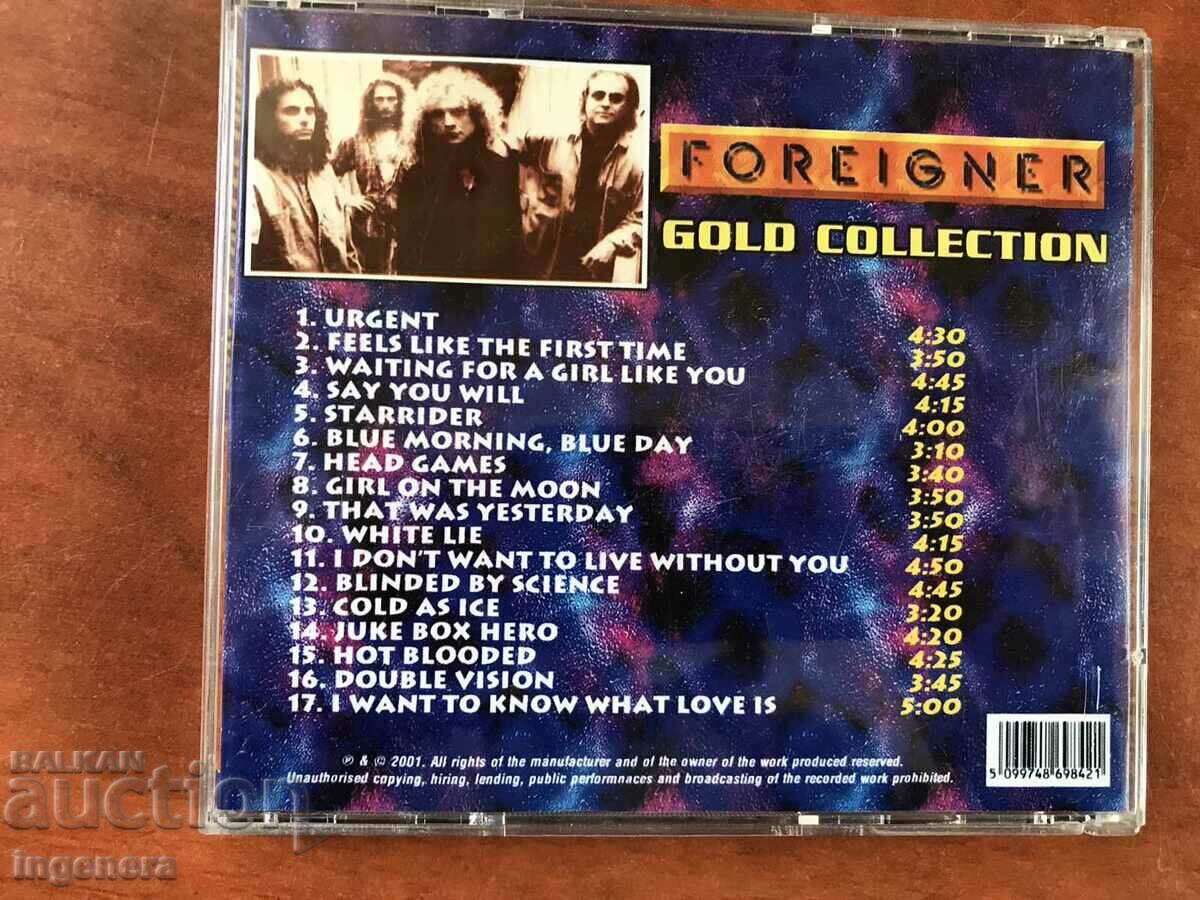 FOREIGNER
GOLD COLLECTION
1. URGENT 4:30
2. FEELS LIKE THE FIRST TIME 3:50
3. WAITING FOR A GIRL LIKE YOU 4:45
4. SAY YOU WILL 4:15
5. STARRIDER 4:00
6. BLUE MORNING, BLUE DAY 3:10
7. HEAD GAMES 3:40
8. GIRL ON THE MOON 3:50
9. THAT WAS YESTERDAY 3:50
10. WHITE LIE 4:15
11. I DON'T WANT TO LIVE WITHOUT YOU 4:50
12. BLINDED BY SCIENCE 4:45
13. COLD AS ICE 3:20
14. JUKE BOX HERO 4:20
15. HOT BLOODED 4:25
16. DOUBLE VISION 3:45
17. I WANT TO KNOW WHAT LOVE IS 5:00
℗ & © 2001. All rights of the manufacturer and of the owner of the work produced reserved.
Unauthorised copying, hiring, lending, public performnaces and broadcasting of the recorded work prohibited.
5 099748 698421
BALKAN
auction
ingenera